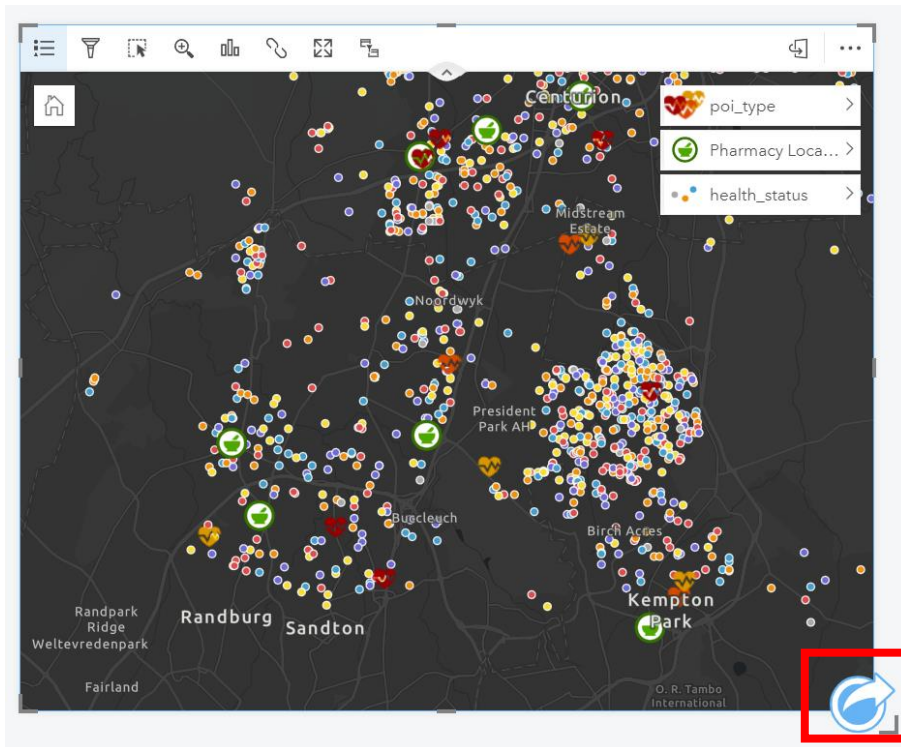 Centurion
poi_type
Pharmacy Loca...
health_status
Midstream
Estate
Noordwyk
President
Park AH
Buccleuch
Birch Acres
Kempton
Park
Randpark
Ridge
Weltevredenpark
Randburg
Sandton
Fairland
O. R. Tambo
International